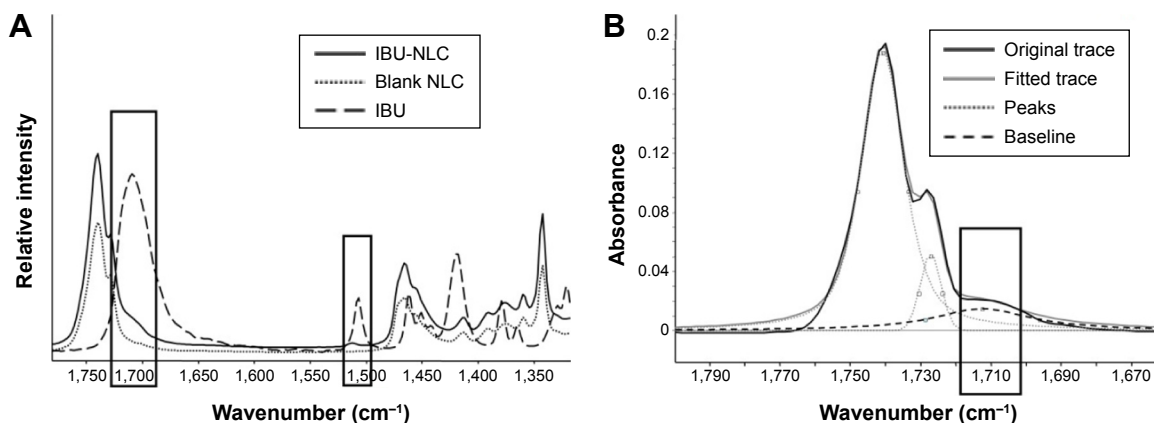 A
IBU-NLC
Blank NLC
IBU
Relative intensity
1,750 1,700 1,650 1,600 1,550 1,500 1,450 1,400 1,350
Wavenumber (cm⁻¹)
B
Original trace
Fitted trace
Peaks
Baseline
Absorbance
0.2
0.16
0.12
0.08
0.04
0
1,790 1,770 1,750 1,730 1,710 1,690 1,670
Wavenumber (cm⁻¹)